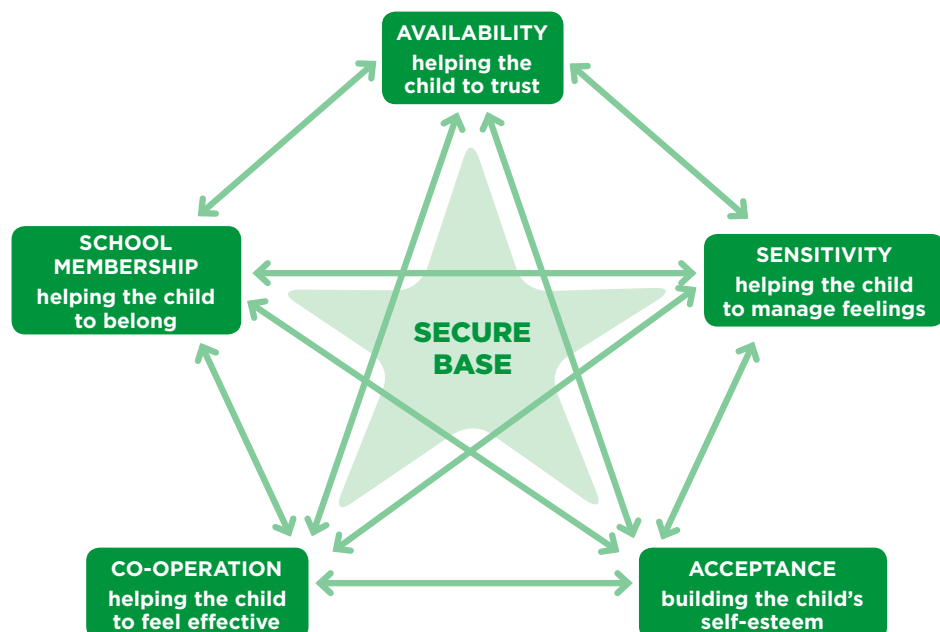 AVAILABILITY
helping the
child to trust
SCHOOL
MEMBERSHIP
helping the child
to belong
SENSITIVITY
helping the child
to manage feelings
SECURE
BASE
CO-OPERATION
helping the child
to feel effective
ACCEPTANCE
building the child’s
self-esteem